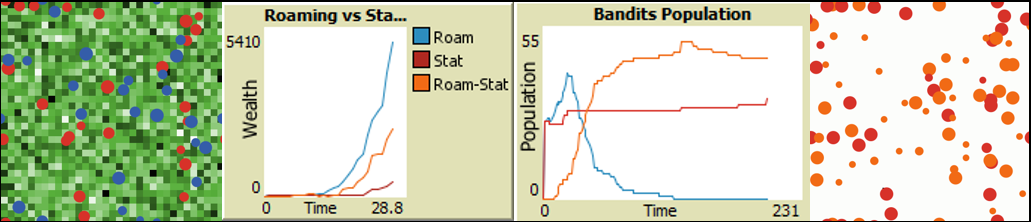 Roaming vs Sta...
5410
Wealth
0
0
Time
28.8
Roam
Stat
Roam-Stat
Bandits Population
55
Population
0
0
Time
231